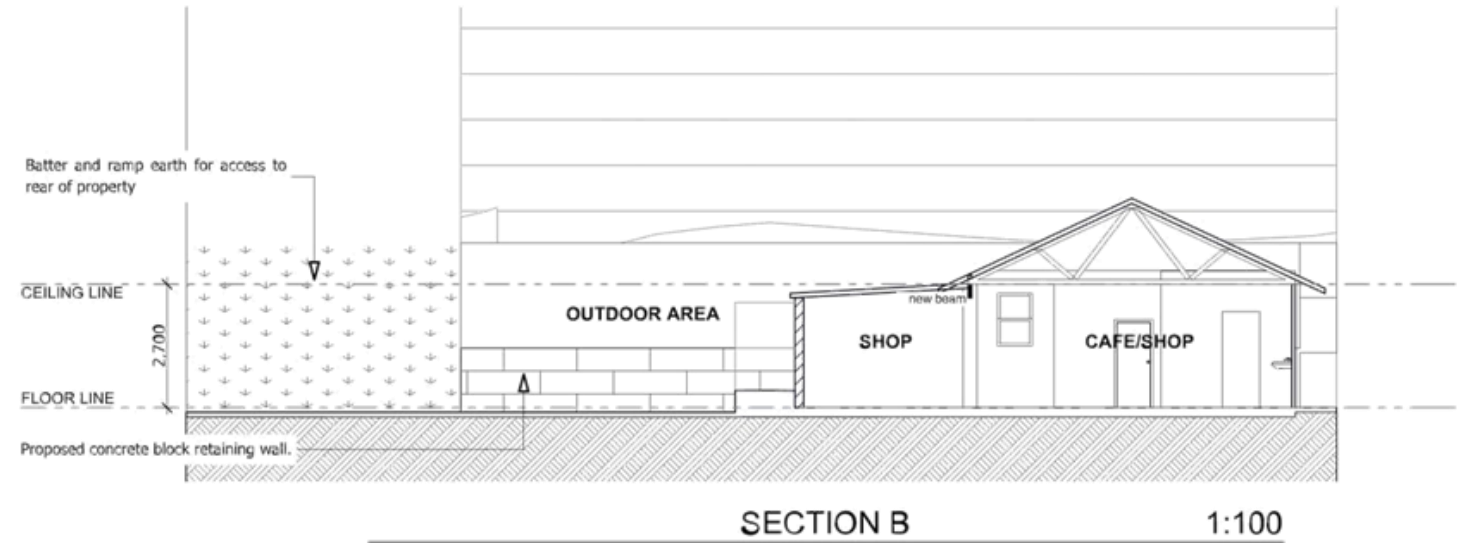 Batter and ramp earth for access to
rear of property
CEILING LINE
2,700
FLOOR LINE
Proposed concrete block retaining wall.
OUTDOOR AREA
new beam
SHOP
CAFE/SHOP
SECTION B
1:100